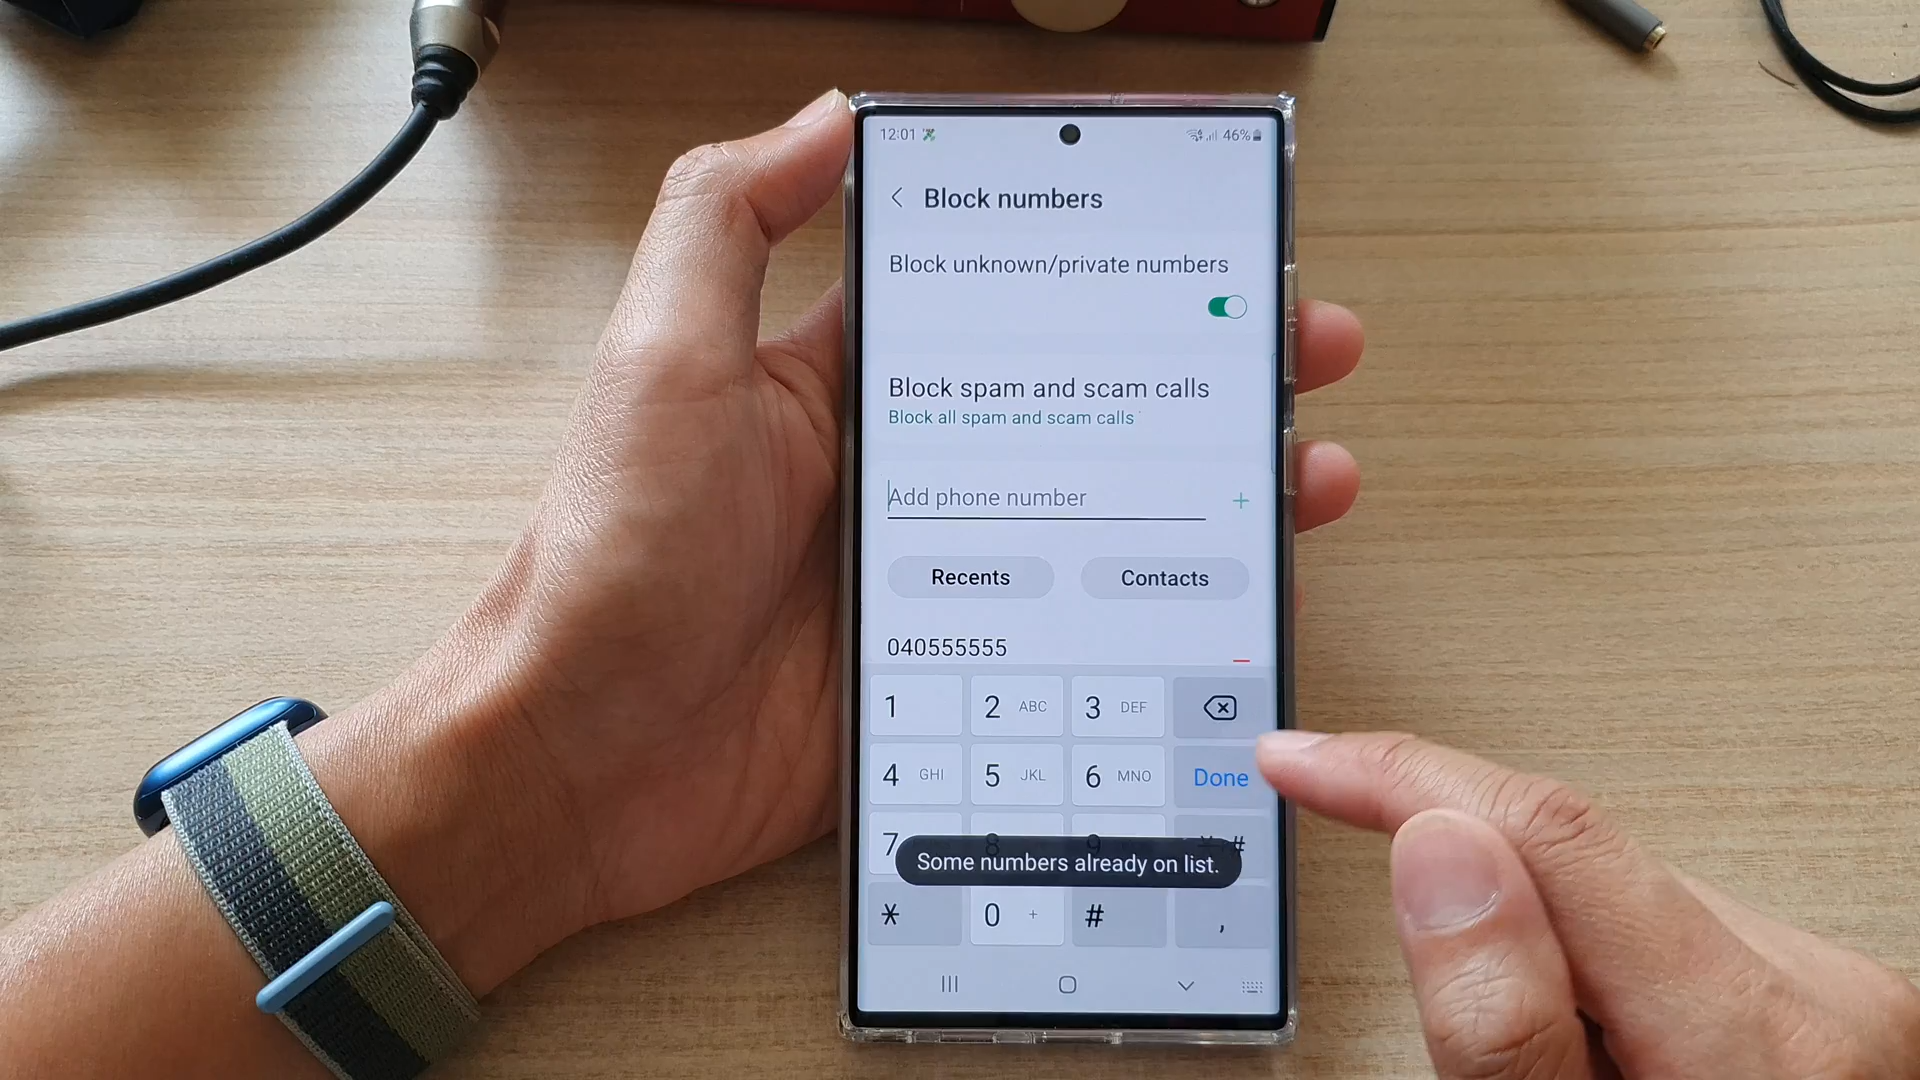 12:01 46%
Block numbers
Block unknown/private numbers
Block spam and scam calls
Block all spam and scam calls
Add phone number +
Recents Contacts
040555555
1 2 ABC 3 DEF
4 GHI 5 JKL 6 MNO Done
7 8 9 #
Some numbers already on list.
* 0 + # ,